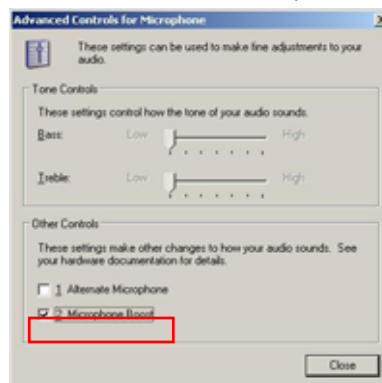 Advanced Controls for Microphone
These settings can be used to make fine adjustments to your
audio.
Tone Controls
These settings control how the tone of your audio sounds.
Bass: Low High
Treble: Low High
Other Controls
These settings make other changes to how your audio sounds. See
your hardware documentation for details.
1 Alternate Microphone
2 Microphone Boost
Close